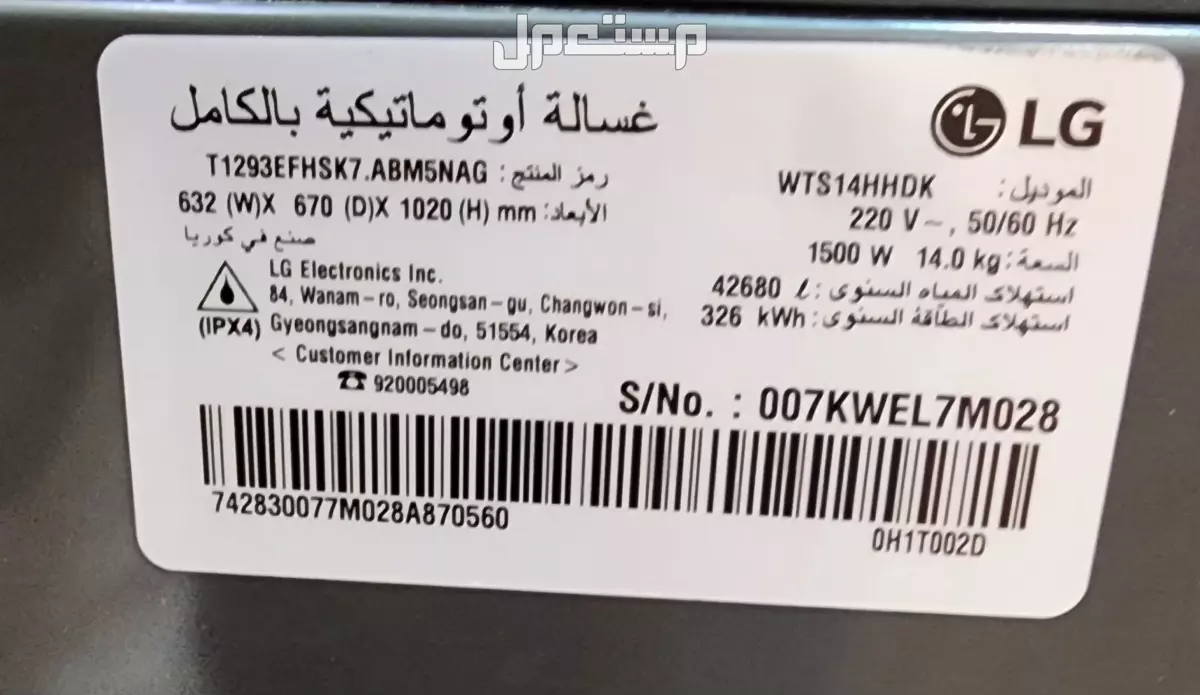 مستعمل
غسالة أوتوماتيكية بالكامل
رمز المنتج : T1293EFHSK7.ABM5NAG
الأبعاد: 632 (W)X 670 (D)X 1020 (H) mm
صنع في كوريا
LG Electronics Inc.
84, Wanam-ro, Seongsan-gu, Changwon-si,
(IPX4) Gyeongsangnam-do, 51554, Korea
< Customer Information Center >
☎ 920005498
LG
الموديل: WTS14HHDK
220 V~, 50/60 Hz
السعة: 14.0 kg 1500 W
استهلاك المياه السنوى: 42680 ℓ
استهلاك الطاقة السنوى: 326 kWh
S/No. : 007KWEL7M028
742830077M028A870560
0H1T002D